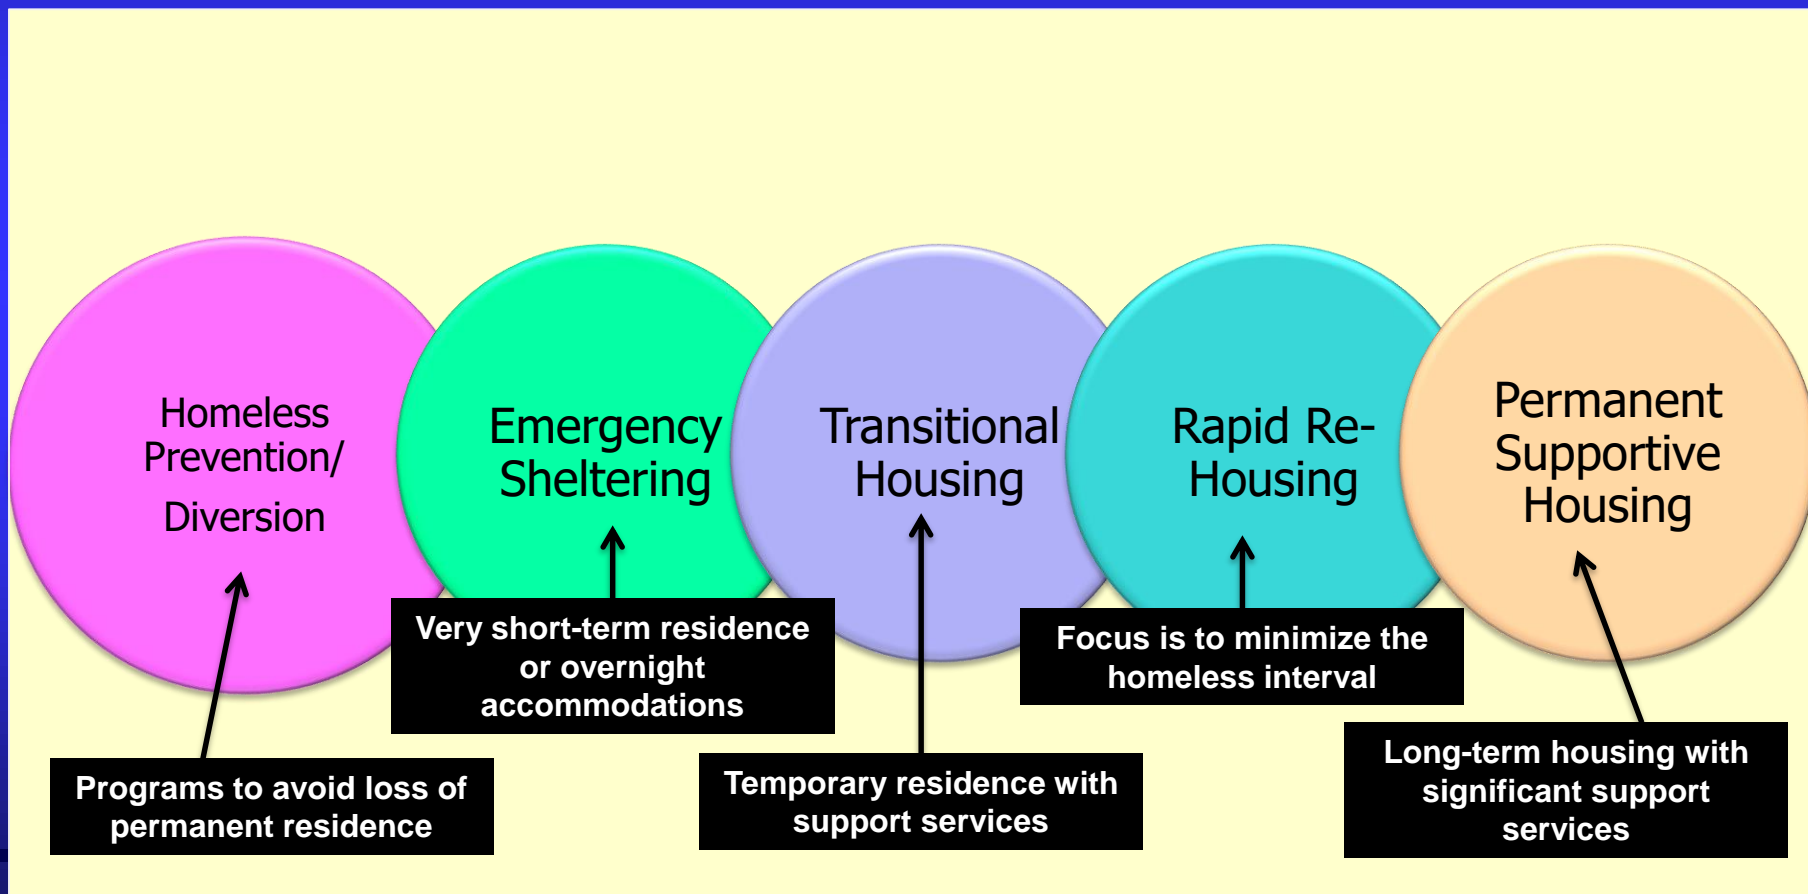 Homeless
Prevention/
Diversion
Emergency
Sheltering
Transitional
Housing
Rapid Re-
Housing
Permanent
Supportive
Housing
Programs to avoid loss of
permanent residence
Very short-term residence
or overnight
accommodations
Temporary residence with
support services
Focus is to minimize the
homeless interval
Long-term housing with
significant support
services